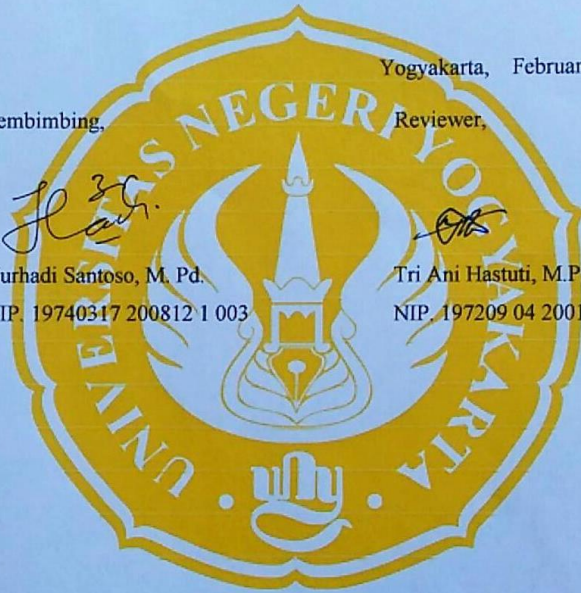 Yogyakarta, Februar
embimbing,
Reviewer,
urhadi Santoso, M. Pd.
Tri Ani Hastuti, M.P
IP. 19740317 200812 1 003
NIP. 197209 04 2001
UNIVERSITAS NEGERI YOGYAKARTA
uny